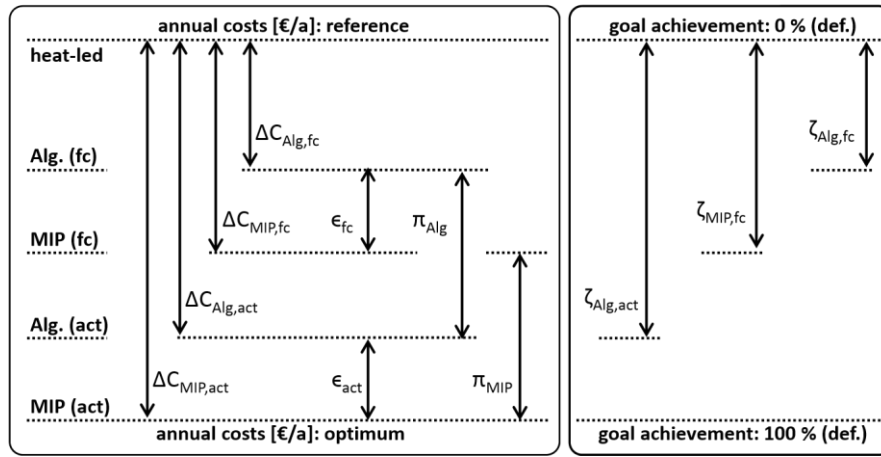 annual costs [€/a]: reference
heat-led
ΔC_Alg,fc
Alg. (fc)
ΔC_MIP,fc
ϵ_fc
π_Alg
MIP (fc)
ΔC_Alg,act
Alg. (act)
ΔC_MIP,act
ϵ_act
π_MIP
MIP (act)
annual costs [€/a]: optimum
goal achievement: 0 % (def.)
ζ_Alg,fc
ζ_MIP,fc
ζ_Alg,act
goal achievement: 100 % (def.)